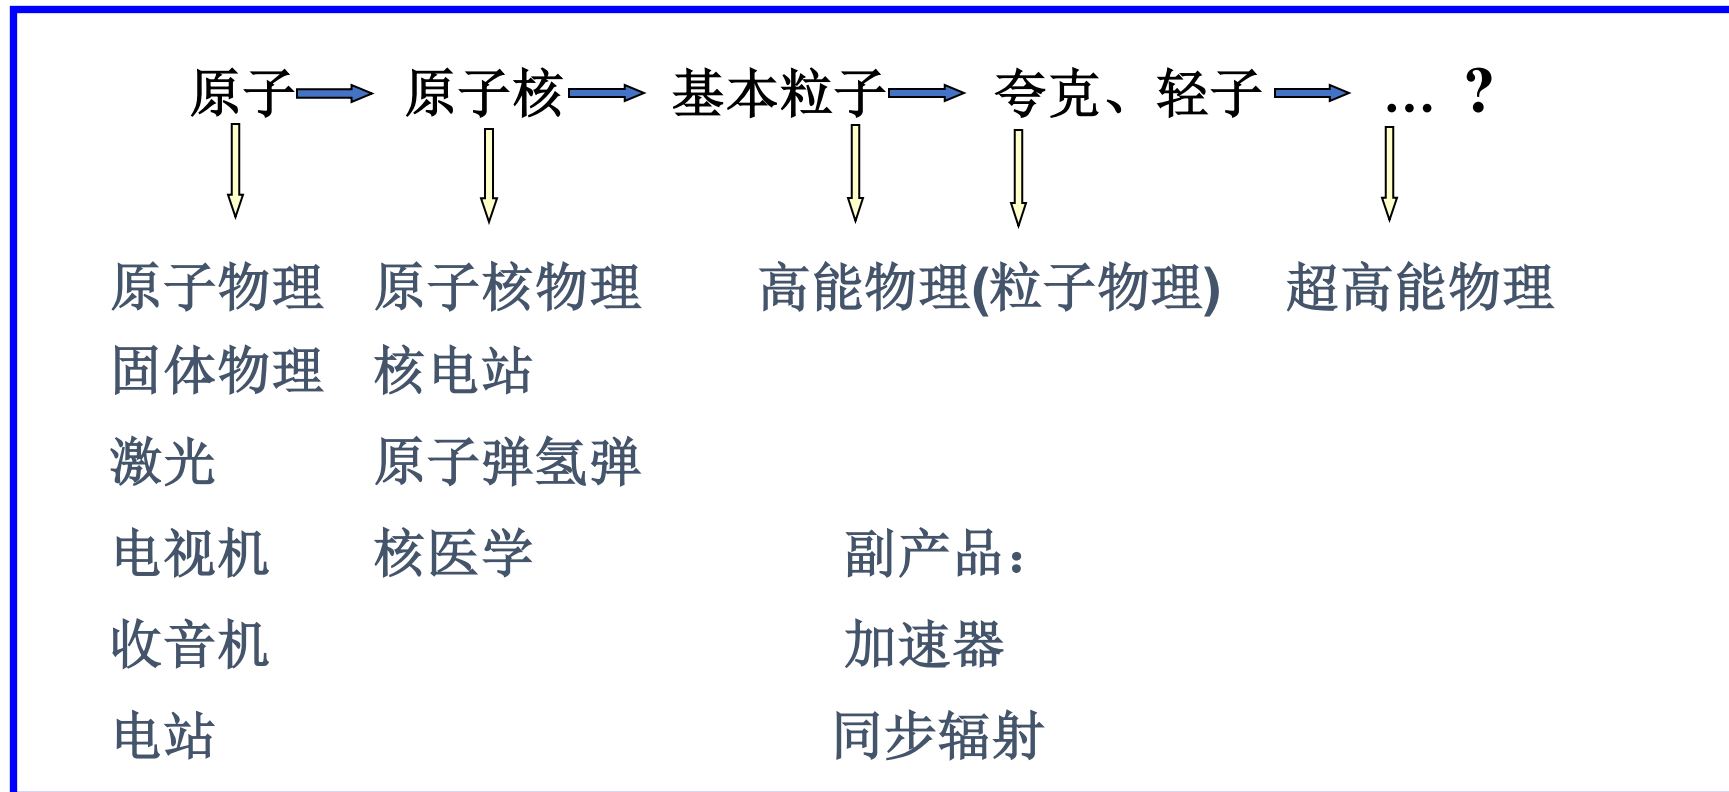 原子 原子核 基本粒子 夸克、轻子 … ?
原子物理 原子核物理 高能物理(粒子物理) 超高能物理
固体物理 核电站
激光 原子弹氢弹
电视机 核医学 副产品：
收音机 加速器
电站 同步辐射